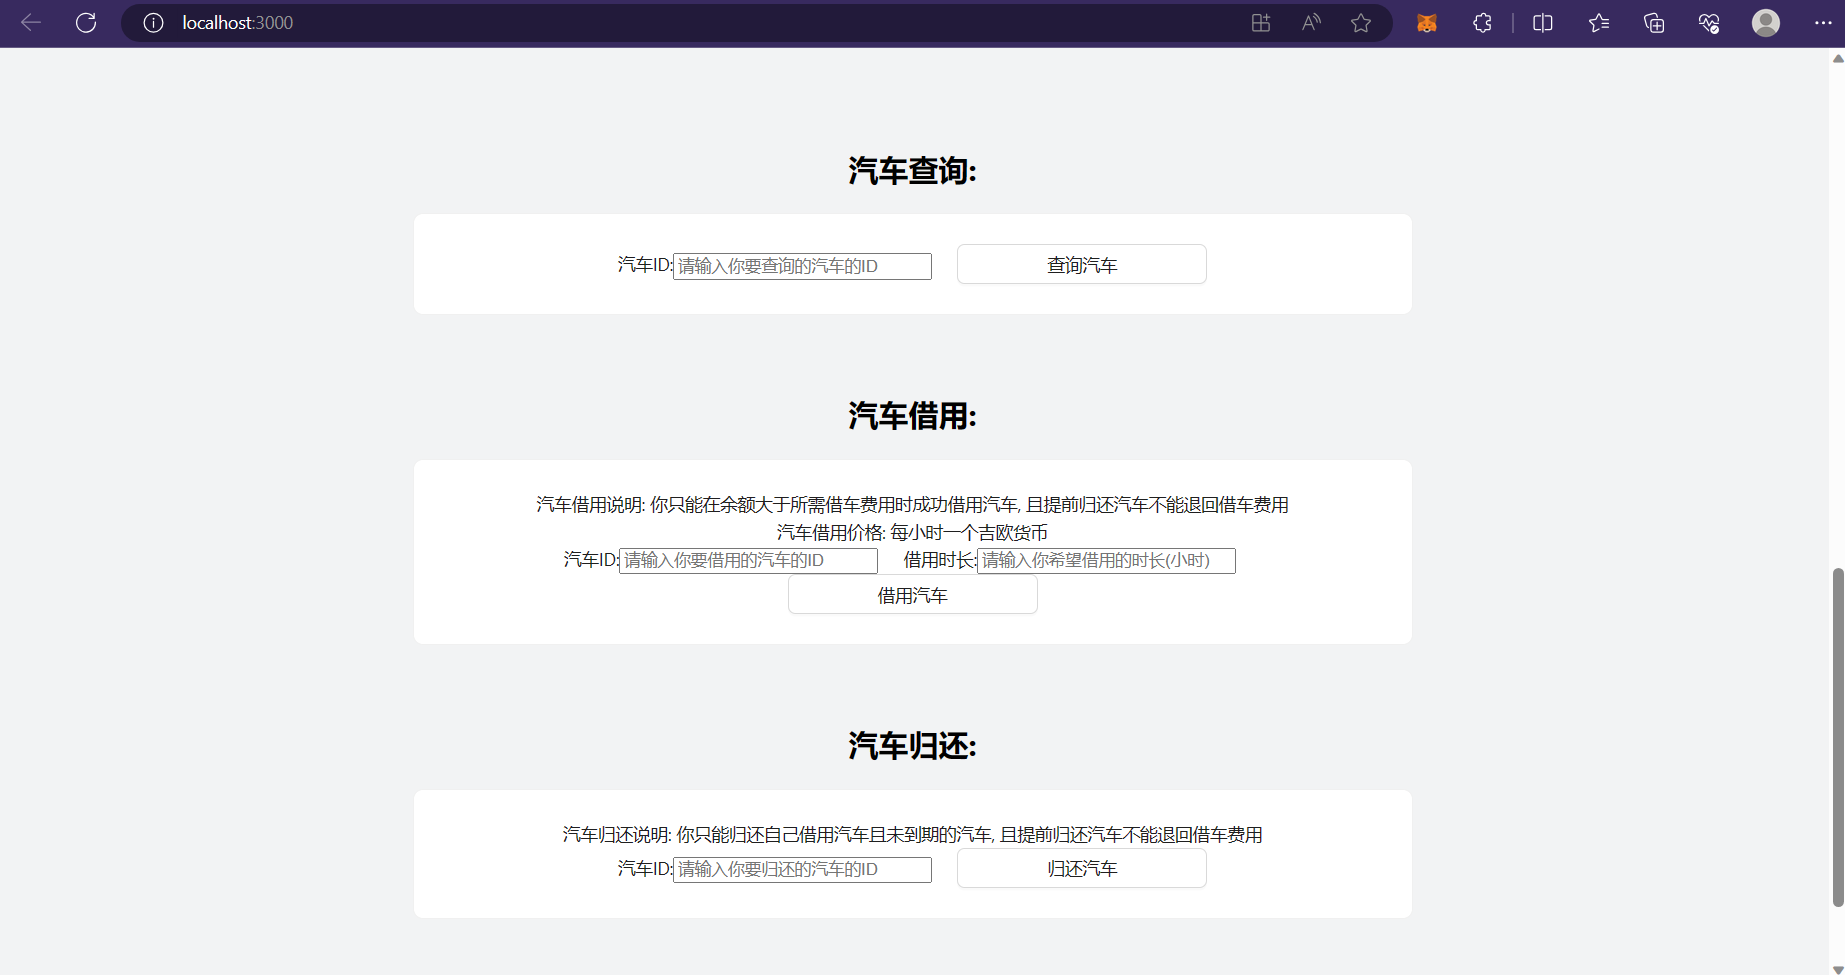 localhost:3000
汽车查询:
汽车ID:请输入你要查询的汽车的ID 查询汽车
汽车借用:
汽车借用说明: 你只能在余额大于所需借车费用时成功借用汽车, 且提前归还汽车不能退回借车费用
汽车借用价格: 每小时一个吉欧货币
汽车ID:请输入你要借用的汽车的ID 借用时长:请输入你希望借用的时长(小时)
借用汽车
汽车归还:
汽车归还说明: 你只能归还自己借用汽车且未到期的汽车, 且提前归还汽车不能退回借车费用
汽车ID:请输入你要归还的汽车的ID 归还汽车